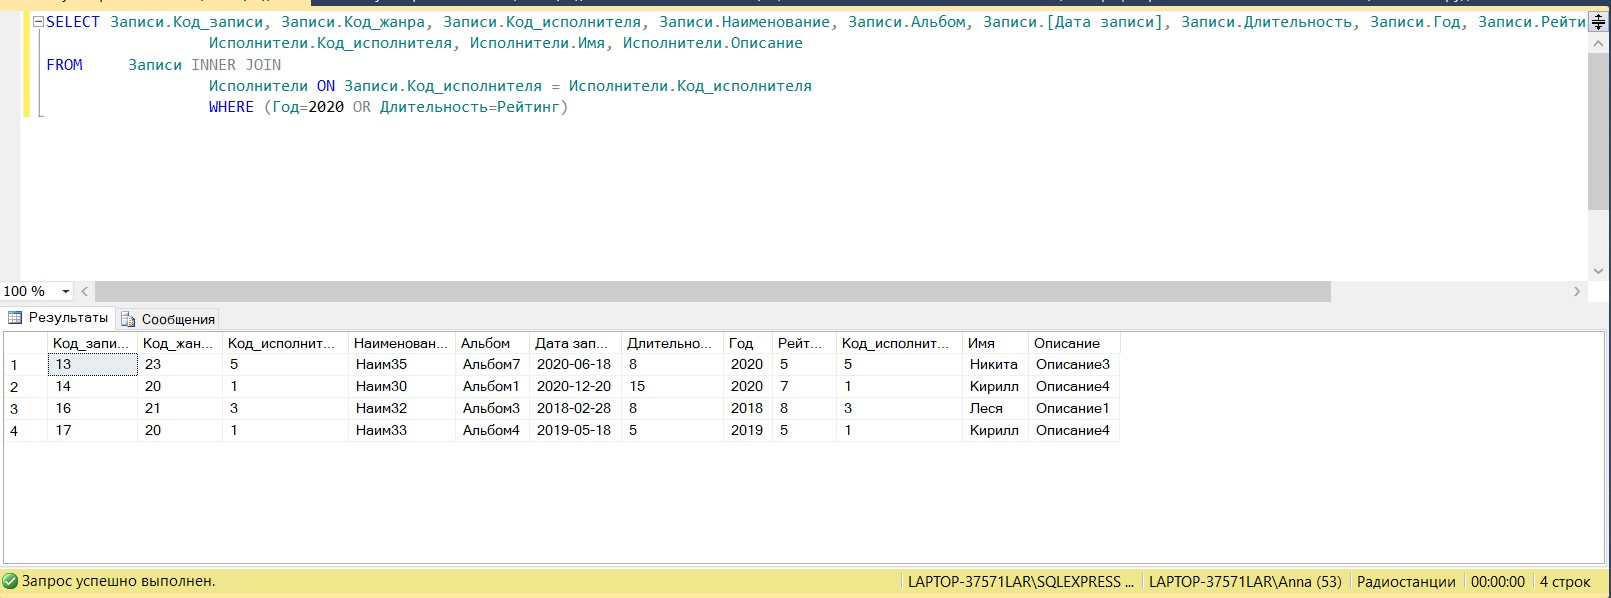 SELECT Записи.Код_записи, Записи.Код_жанра, Записи.Код_исполнителя, Записи.Наименование, Записи.Альбом, Записи.[Дата записи], Записи.Длительность, Записи.Год, Записи.Рейти
Исполнители.Код_исполнителя, Исполнители.Имя, Исполнители.Описание
FROM Записи INNER JOIN
Исполнители ON Записи.Код_исполнителя = Исполнители.Код_исполнителя
WHERE (Год=2020 OR Длительность=Рейтинг)
100 %
Результаты Сообщения
Код_запи... Код_жан... Код_исполнит... Наименован... Альбом Дата зап... Длительно... Год Рейт... Код_исполнит... Имя Описание
1 13 23 5 Наим35 Альбом7 2020-06-18 8 2020 5 5 Никита Описание3
2 14 20 1 Наим30 Альбом1 2020-12-20 15 2020 7 1 Кирилл Описание4
3 16 21 3 Наим32 Альбом3 2018-02-28 8 2018 8 3 Леся Описание1
4 17 20 1 Наим33 Альбом4 2019-05-18 5 2019 5 1 Кирилл Описание4
Запрос успешно выполнен. LAPTOP-37571LAR\SQLEXPRESS ... LAPTOP-37571LAR\Anna (53) Радиостанции 00:00:00 4 строк